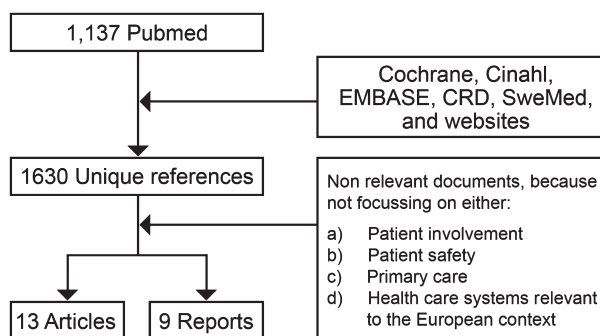 1,137 Pubmed
Cochrane, Cinahl,
EMBASE, CRD, SweMed,
and websites
1630 Unique references
Non relevant documents, because
not focussing on either:
a) Patient involvement
b) Patient safety
c) Primary care
d) Health care systems relevant
to the European context
13 Articles
9 Reports